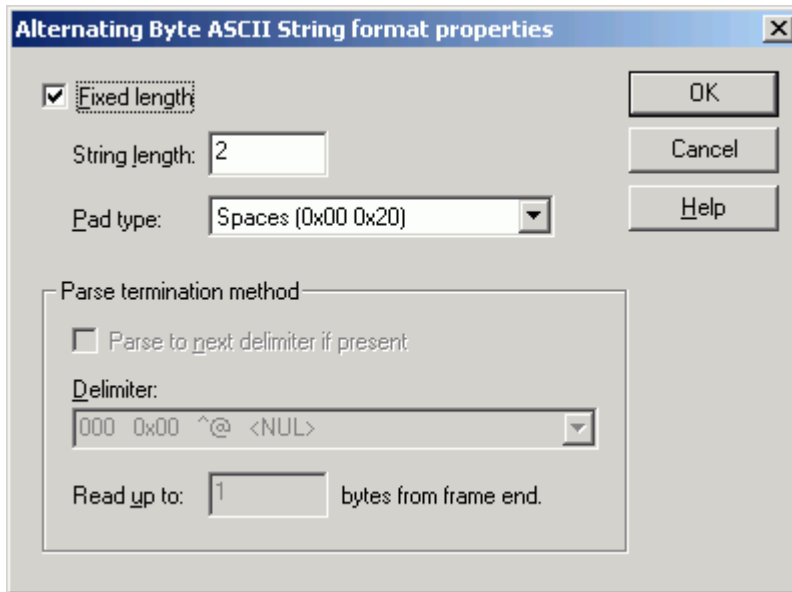 Alternating Byte ASCII String format properties
Fixed length
OK
String length: 2
Cancel
Pad type: Spaces (0x00 0x20)
Help
Parse termination method
Parse to next delimiter if present
Delimiter:
000 0x00 ^@ <NUL>
Read up to: 1 bytes from frame end.